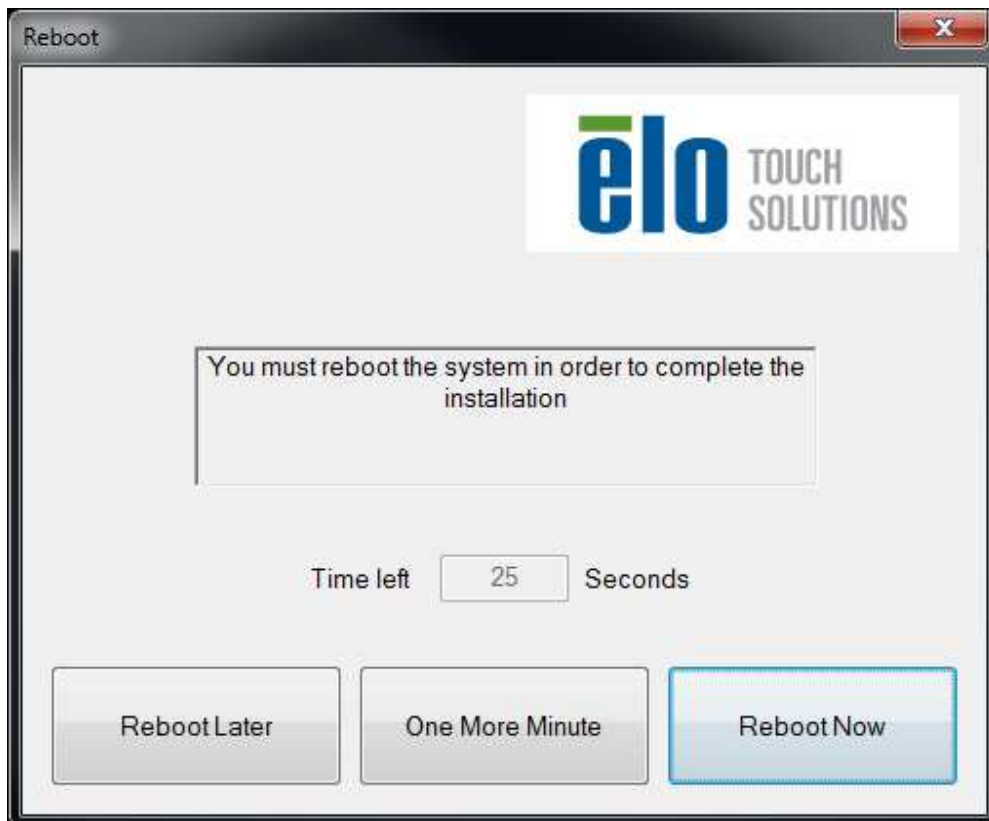 Reboot
ēlo TOUCH
SOLUTIONS
You must reboot the system in order to complete the
installation
Time left 25 Seconds
Reboot Later One More Minute Reboot Now